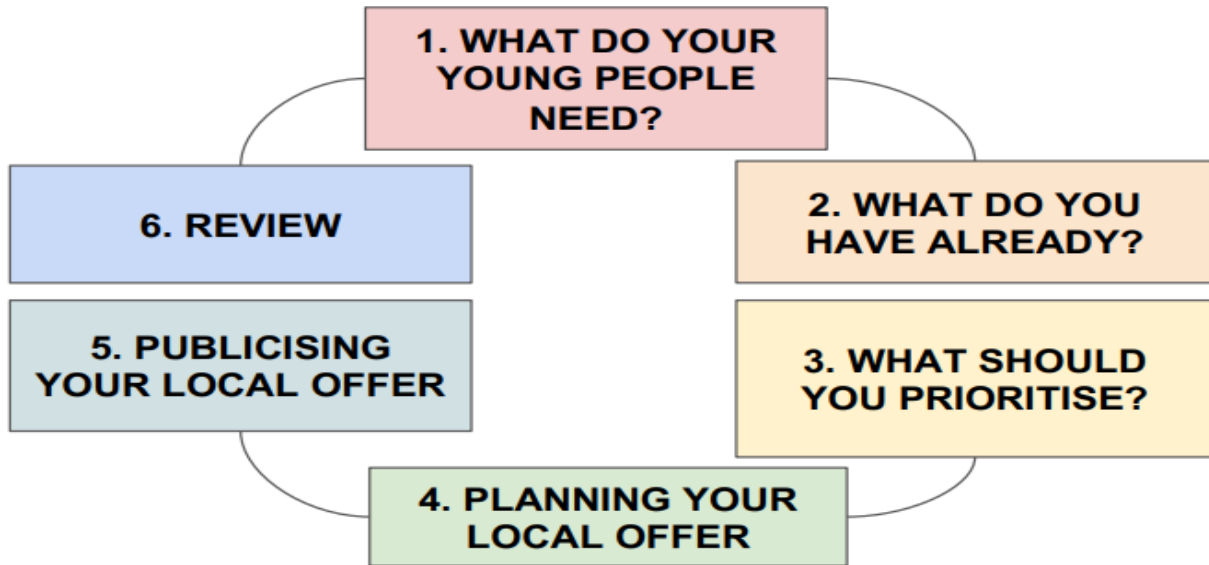 1. WHAT DO YOUR
YOUNG PEOPLE
NEED?
2. WHAT DO YOU
HAVE ALREADY?
3. WHAT SHOULD
YOU PRIORITISE?
4. PLANNING YOUR
LOCAL OFFER
5. PUBLICISING
YOUR LOCAL OFFER
6. REVIEW